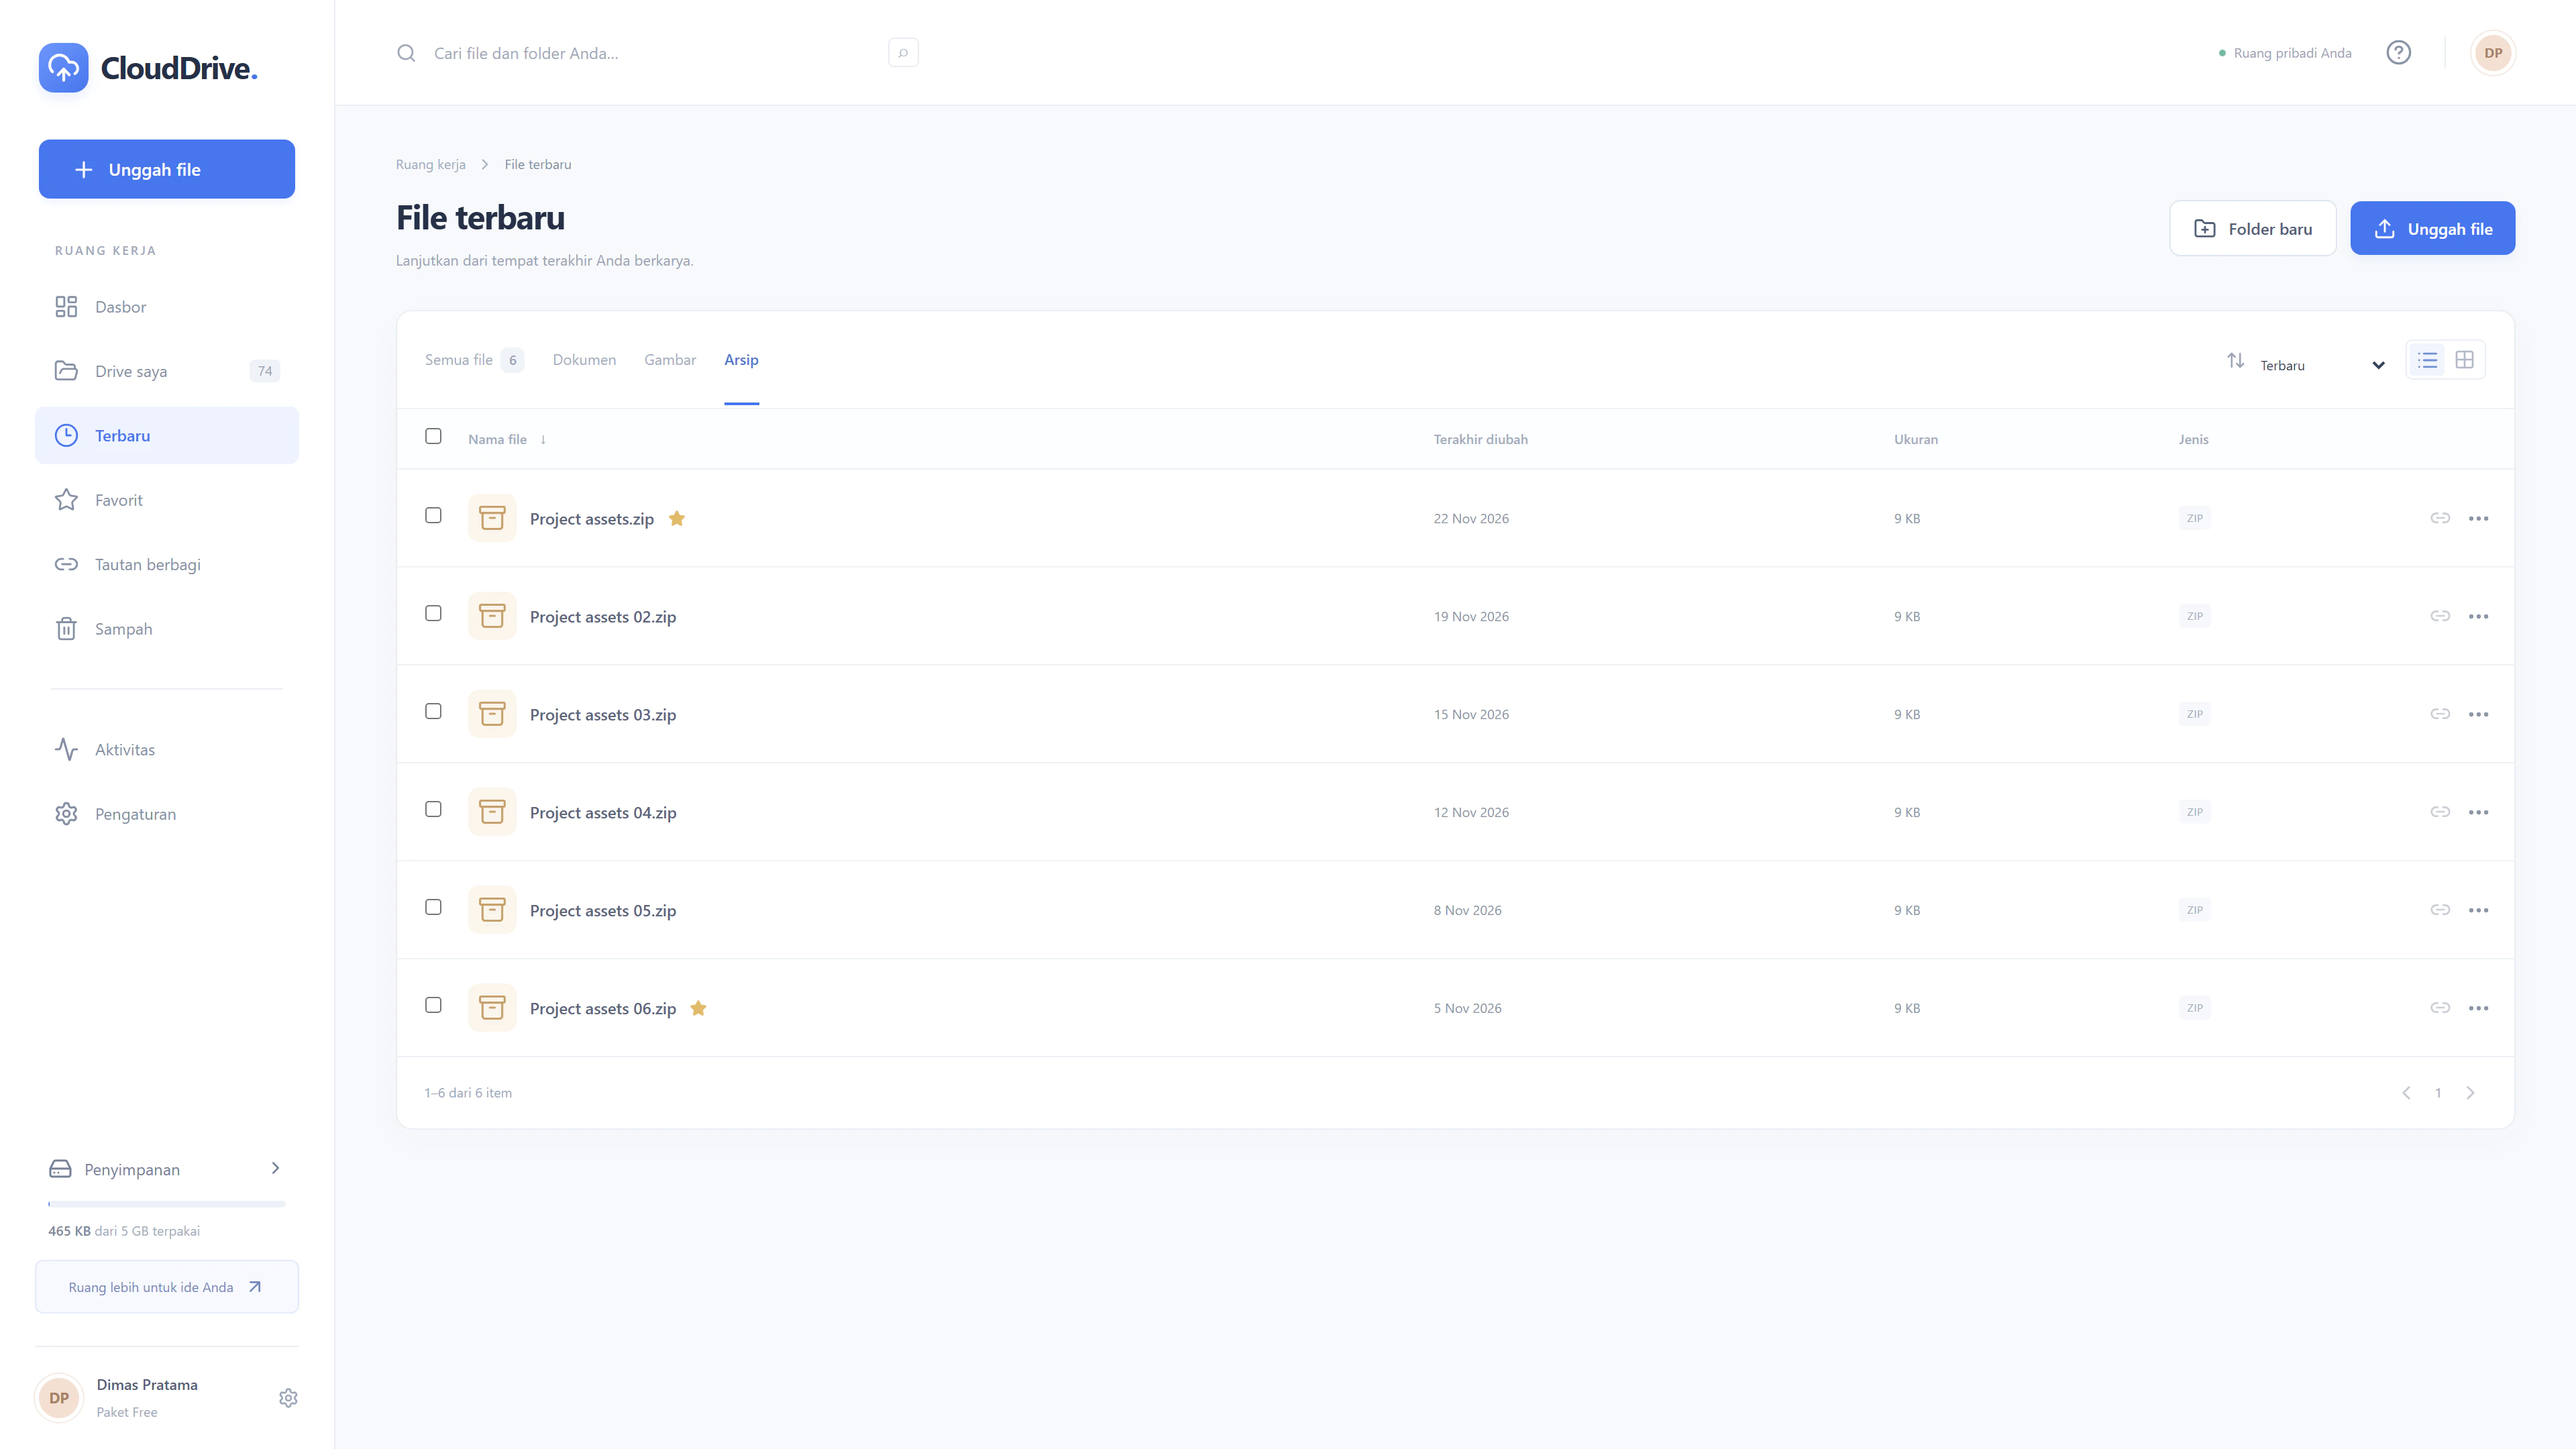 CloudDrive.
Unggah file
RUANG KERJA
Dasbor
Drive saya 74
Terbaru
Favorit
Tautan berbagi
Sampah
Aktivitas
Pengaturan
Penyimpanan
465 KB dari 5 GB terpakai
Ruang lebih untuk ide Anda
DP Dimas Pratama
Paket Free
Cari file dan folder Anda...
Ruang pribadi Anda
DP
Ruang kerja > File terbaru
File terbaru
Lanjutkan dari tempat terakhir Anda berkarya.
Folder baru
Unggah file
Semua file 6 Dokumen Gambar Arsip
Terbaru
Nama file ↓ Terakhir diubah Ukuran Jenis
Project assets.zip 22 Nov 2026 9 KB ZIP
Project assets 02.zip 19 Nov 2026 9 KB ZIP
Project assets 03.zip 15 Nov 2026 9 KB ZIP
Project assets 04.zip 12 Nov 2026 9 KB ZIP
Project assets 05.zip 8 Nov 2026 9 KB ZIP
Project assets 06.zip 5 Nov 2026 9 KB ZIP
1–6 dari 6 item
1